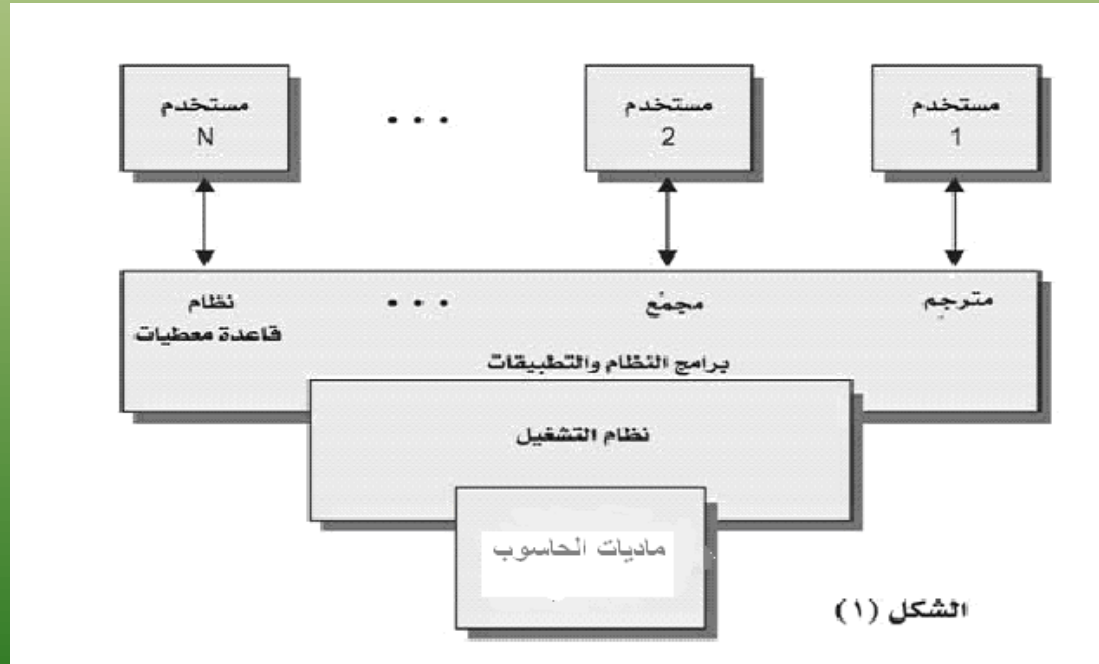 مستخدم
1
مستخدم
2
• • •
مستخدم
N
مترجم
مجمّع
• • •
نظام
قاعدة معطيات
برامج النظام والتطبيقات
نظام التشغيل
ماديات الحاسوب
الشكل (١)